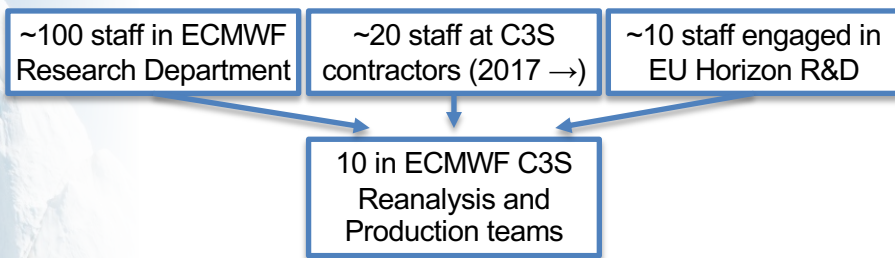 ~100 staff in ECMWF
Research Department
~20 staff at C3S
contractors (2017 →)
~10 staff engaged in
EU Horizon R&D
10 in ECMWF C3S
Reanalysis and
Production teams